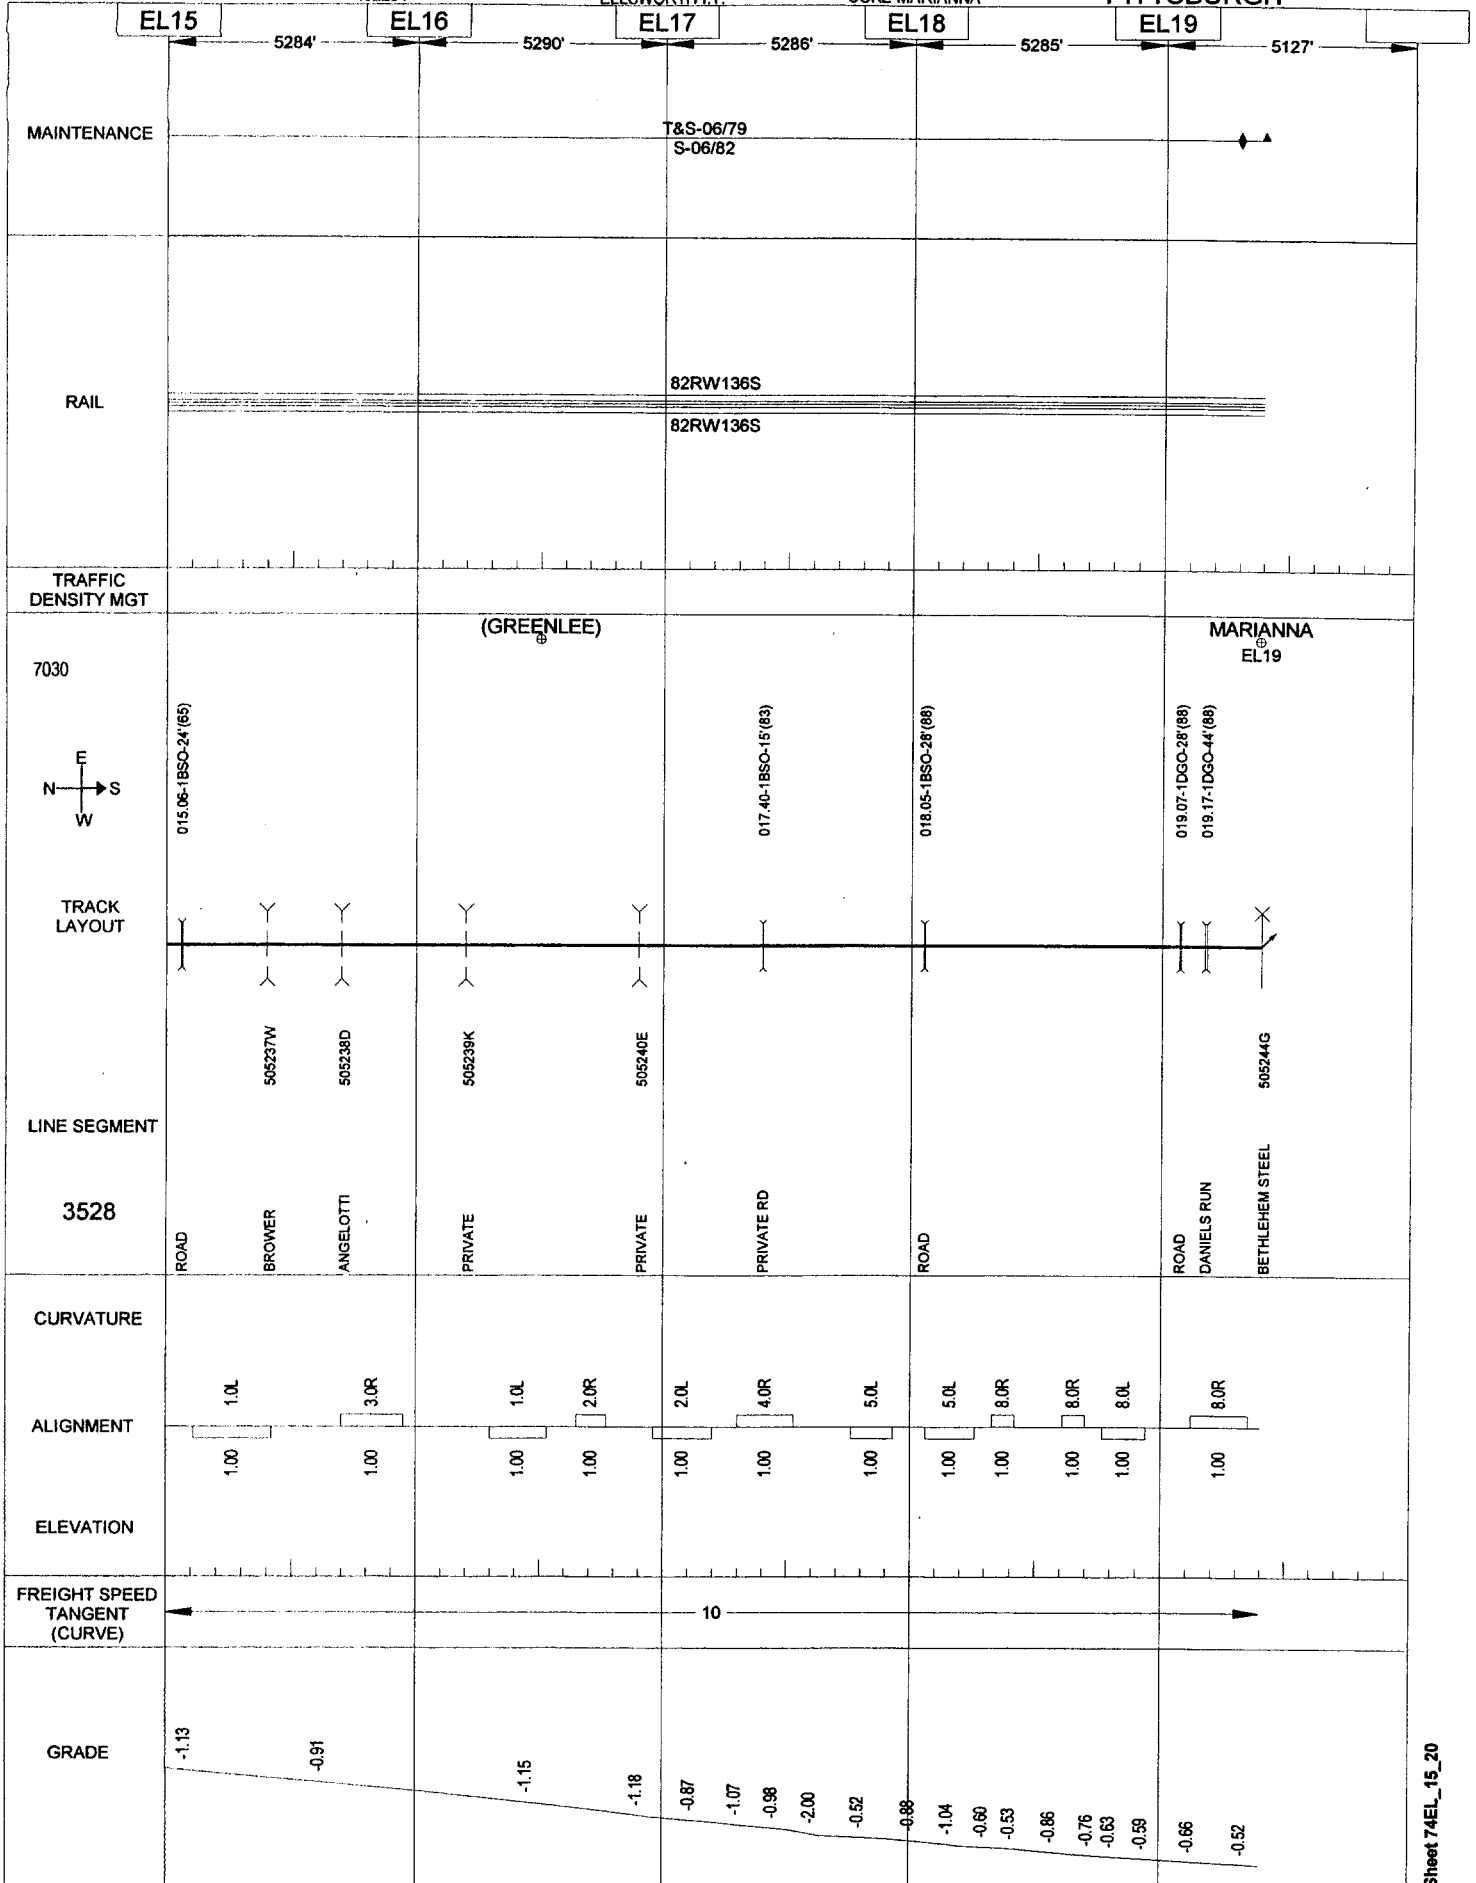 PITTSBURGH
EL15 EL16 EL17 EL18 EL19
5284' 5290' 5286' 5285' 5127'
MAINTENANCE
T&S-06/79
S-06/82
RAIL
82RW136S
82RW136S
TRAFFIC
DENSITY MGT
(GREENLEE)
MARIANNA
EL19
7030
E
N S
W
015.06-1BSO-24'(65)
017.40-1BSO-15'(83)
018.05-1BSO-28'(88)
019.07-1DGO-28'(88)
019.17-1DGO-44'(88)
TRACK
LAYOUT
505237W
505238D
505239K
505240E
505244G
LINE SEGMENT
3528
ROAD
BROWER
ANGELOTTI
PRIVATE
PRIVATE
PRIVATE RD
ROAD
ROAD
DANIELS RUN
BETHLEHEM STEEL
CURVATURE
1.0L 3.0R 1.0L 2.0R 2.0L 4.0R 5.0L 5.0L 8.0R 8.0R 8.0L 8.0R
ALIGNMENT
1.00 1.00 1.00 1.00 1.00 1.00 1.00 1.00 1.00 1.00 1.00 1.00
ELEVATION
FREIGHT SPEED
TANGENT
(CURVE)
10
GRADE
-1.13 -0.91 -1.15 -1.18 -0.87 -1.07 -0.98 -2.00 -0.52 -0.88 -1.04 -0.60 -0.53 -0.86 -0.76 -0.63 -0.59 -0.66 -0.52
Sheet 74EL_15_20